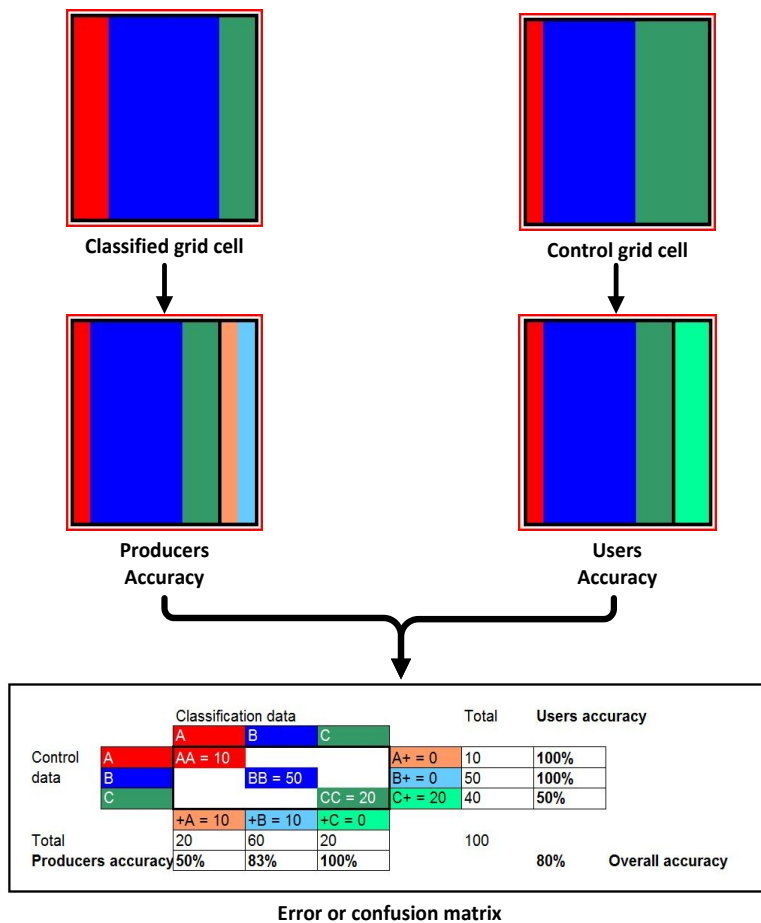 Classified grid cell
Control grid cell
Producers
Accuracy
Users
Accuracy
Classification data Total Users accuracy
A B C
Control A AA = 10 A+ = 0 10 100%
data B BB = 50 B+ = 0 50 100%
C CC = 20 C+ = 20 40 50%
+A = 10 +B = 10 +C = 0
Total 20 60 20 100
Producers accuracy 50% 83% 100% 80% Overall accuracy
Error or confusion matrix